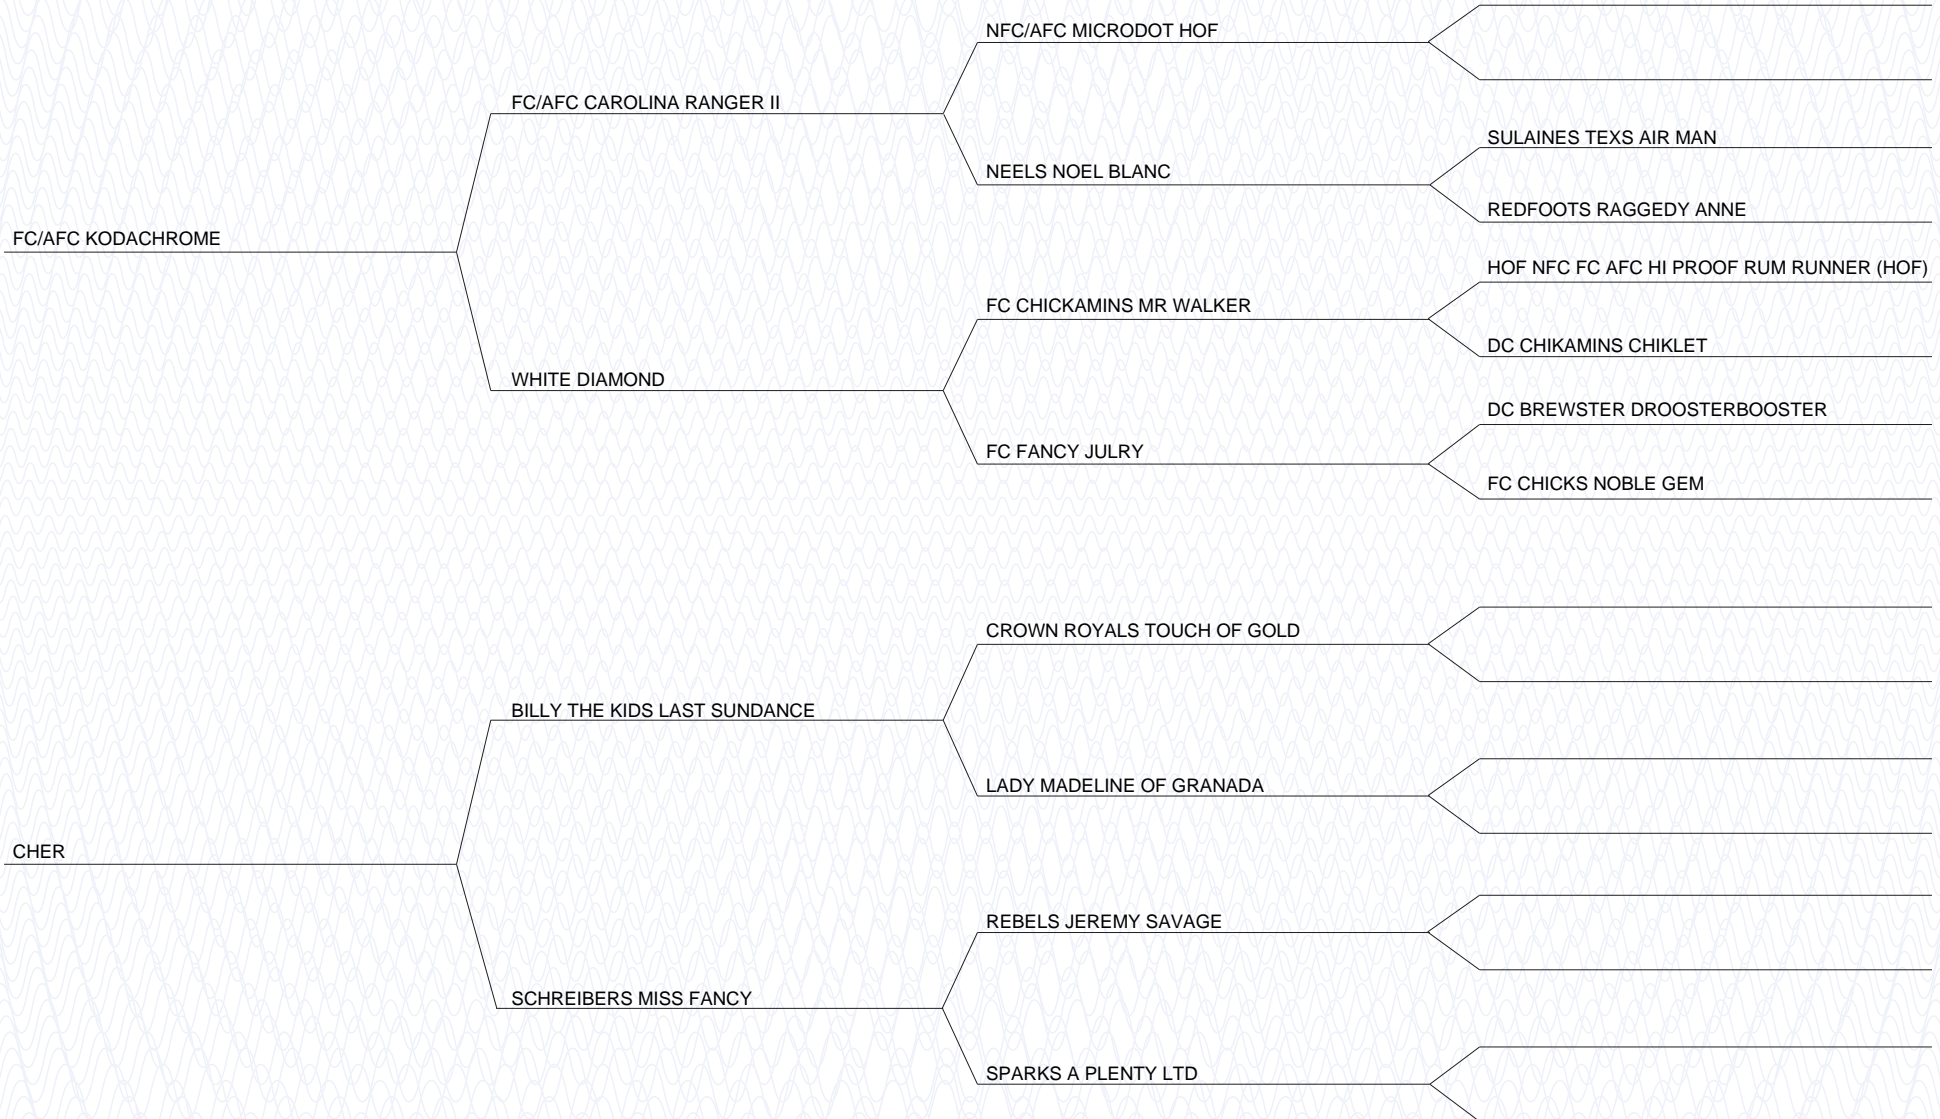 NFC/AFC MICRODOT HOF
FC/AFC CAROLINA RANGER II
SULAINES TEXS AIR MAN
NEELS NOEL BLANC
REDFOOTS RAGGEDY ANNE
FC/AFC KODACHROME
HOF NFC FC AFC HI PROOF RUM RUNNER (HOF)
FC CHICKAMINS MR WALKER
DC CHIKAMINS CHIKLET
WHITE DIAMOND
DC BREWSTER DROOSTERBOOSTER
FC FANCY JULRY
FC CHICKS NOBLE GEM
CROWN ROYALS TOUCH OF GOLD
BILLY THE KIDS LAST SUNDANCE
LADY MADELINE OF GRANADA
CHER
REBELS JEREMY SAVAGE
SCHREIBERS MISS FANCY
SPARKS A PLENTY LTD